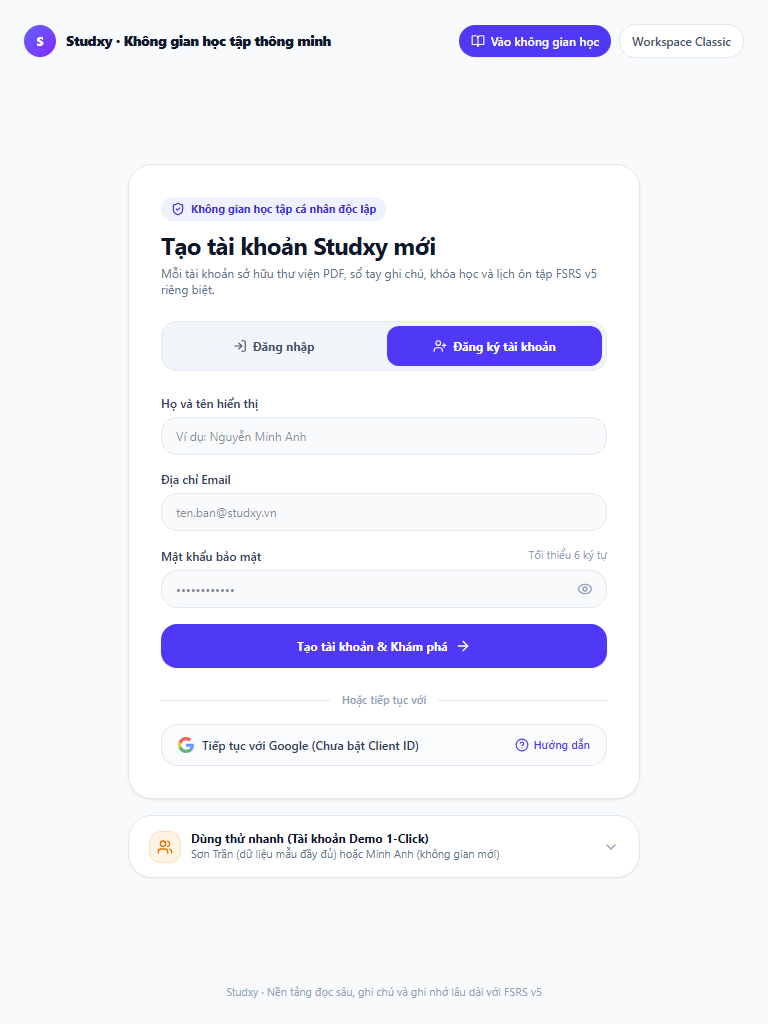 S
Studxy · Không gian học tập thông minh
Vào không gian học
Workspace Classic
Không gian học tập cá nhân độc lập
Tạo tài khoản Studxy mới
Mỗi tài khoản sở hữu thư viện PDF, sổ tay ghi chú, khóa học và lịch ôn tập FSRS v5
riêng biệt.
Đăng nhập
Đăng ký tài khoản
Họ và tên hiển thị
Ví dụ: Nguyễn Minh Anh
Địa chỉ Email
ten.ban@studxy.vn
Mật khẩu bảo mật
Tối thiểu 6 ký tự
••••••••••••
Tạo tài khoản & Khám phá
Hoặc tiếp tục với
Tiếp tục với Google (Chưa bật Client ID)
Hướng dẫn
Dùng thử nhanh (Tài khoản Demo 1-Click)
Sơn Trần (dữ liệu mẫu đầy đủ) hoặc Minh Anh (không gian mới)
Studxy · Nền tảng đọc sâu, ghi chú và ghi nhớ lâu dài với FSRS v5